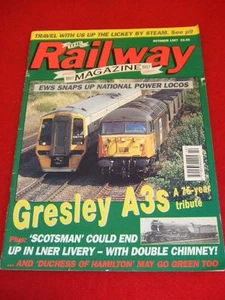 TRAVEL WITH US UP THE LICKEY BY STEAM. See p9
THE
OCTOBER 1997
Railway
MAGAZINE
1897
1997
EWS SNAPS UP NATIONAL POWER LOCOS
Gresley A3s
A 75-year
tribute
Plus: 'SCOTSMAN' COULD END
UP IN LNER LIVERY – WITH DOUBLE CHIMNEY!
...AND 'DUCHESS OF HAMILTON' MAY GO GREEN TOO